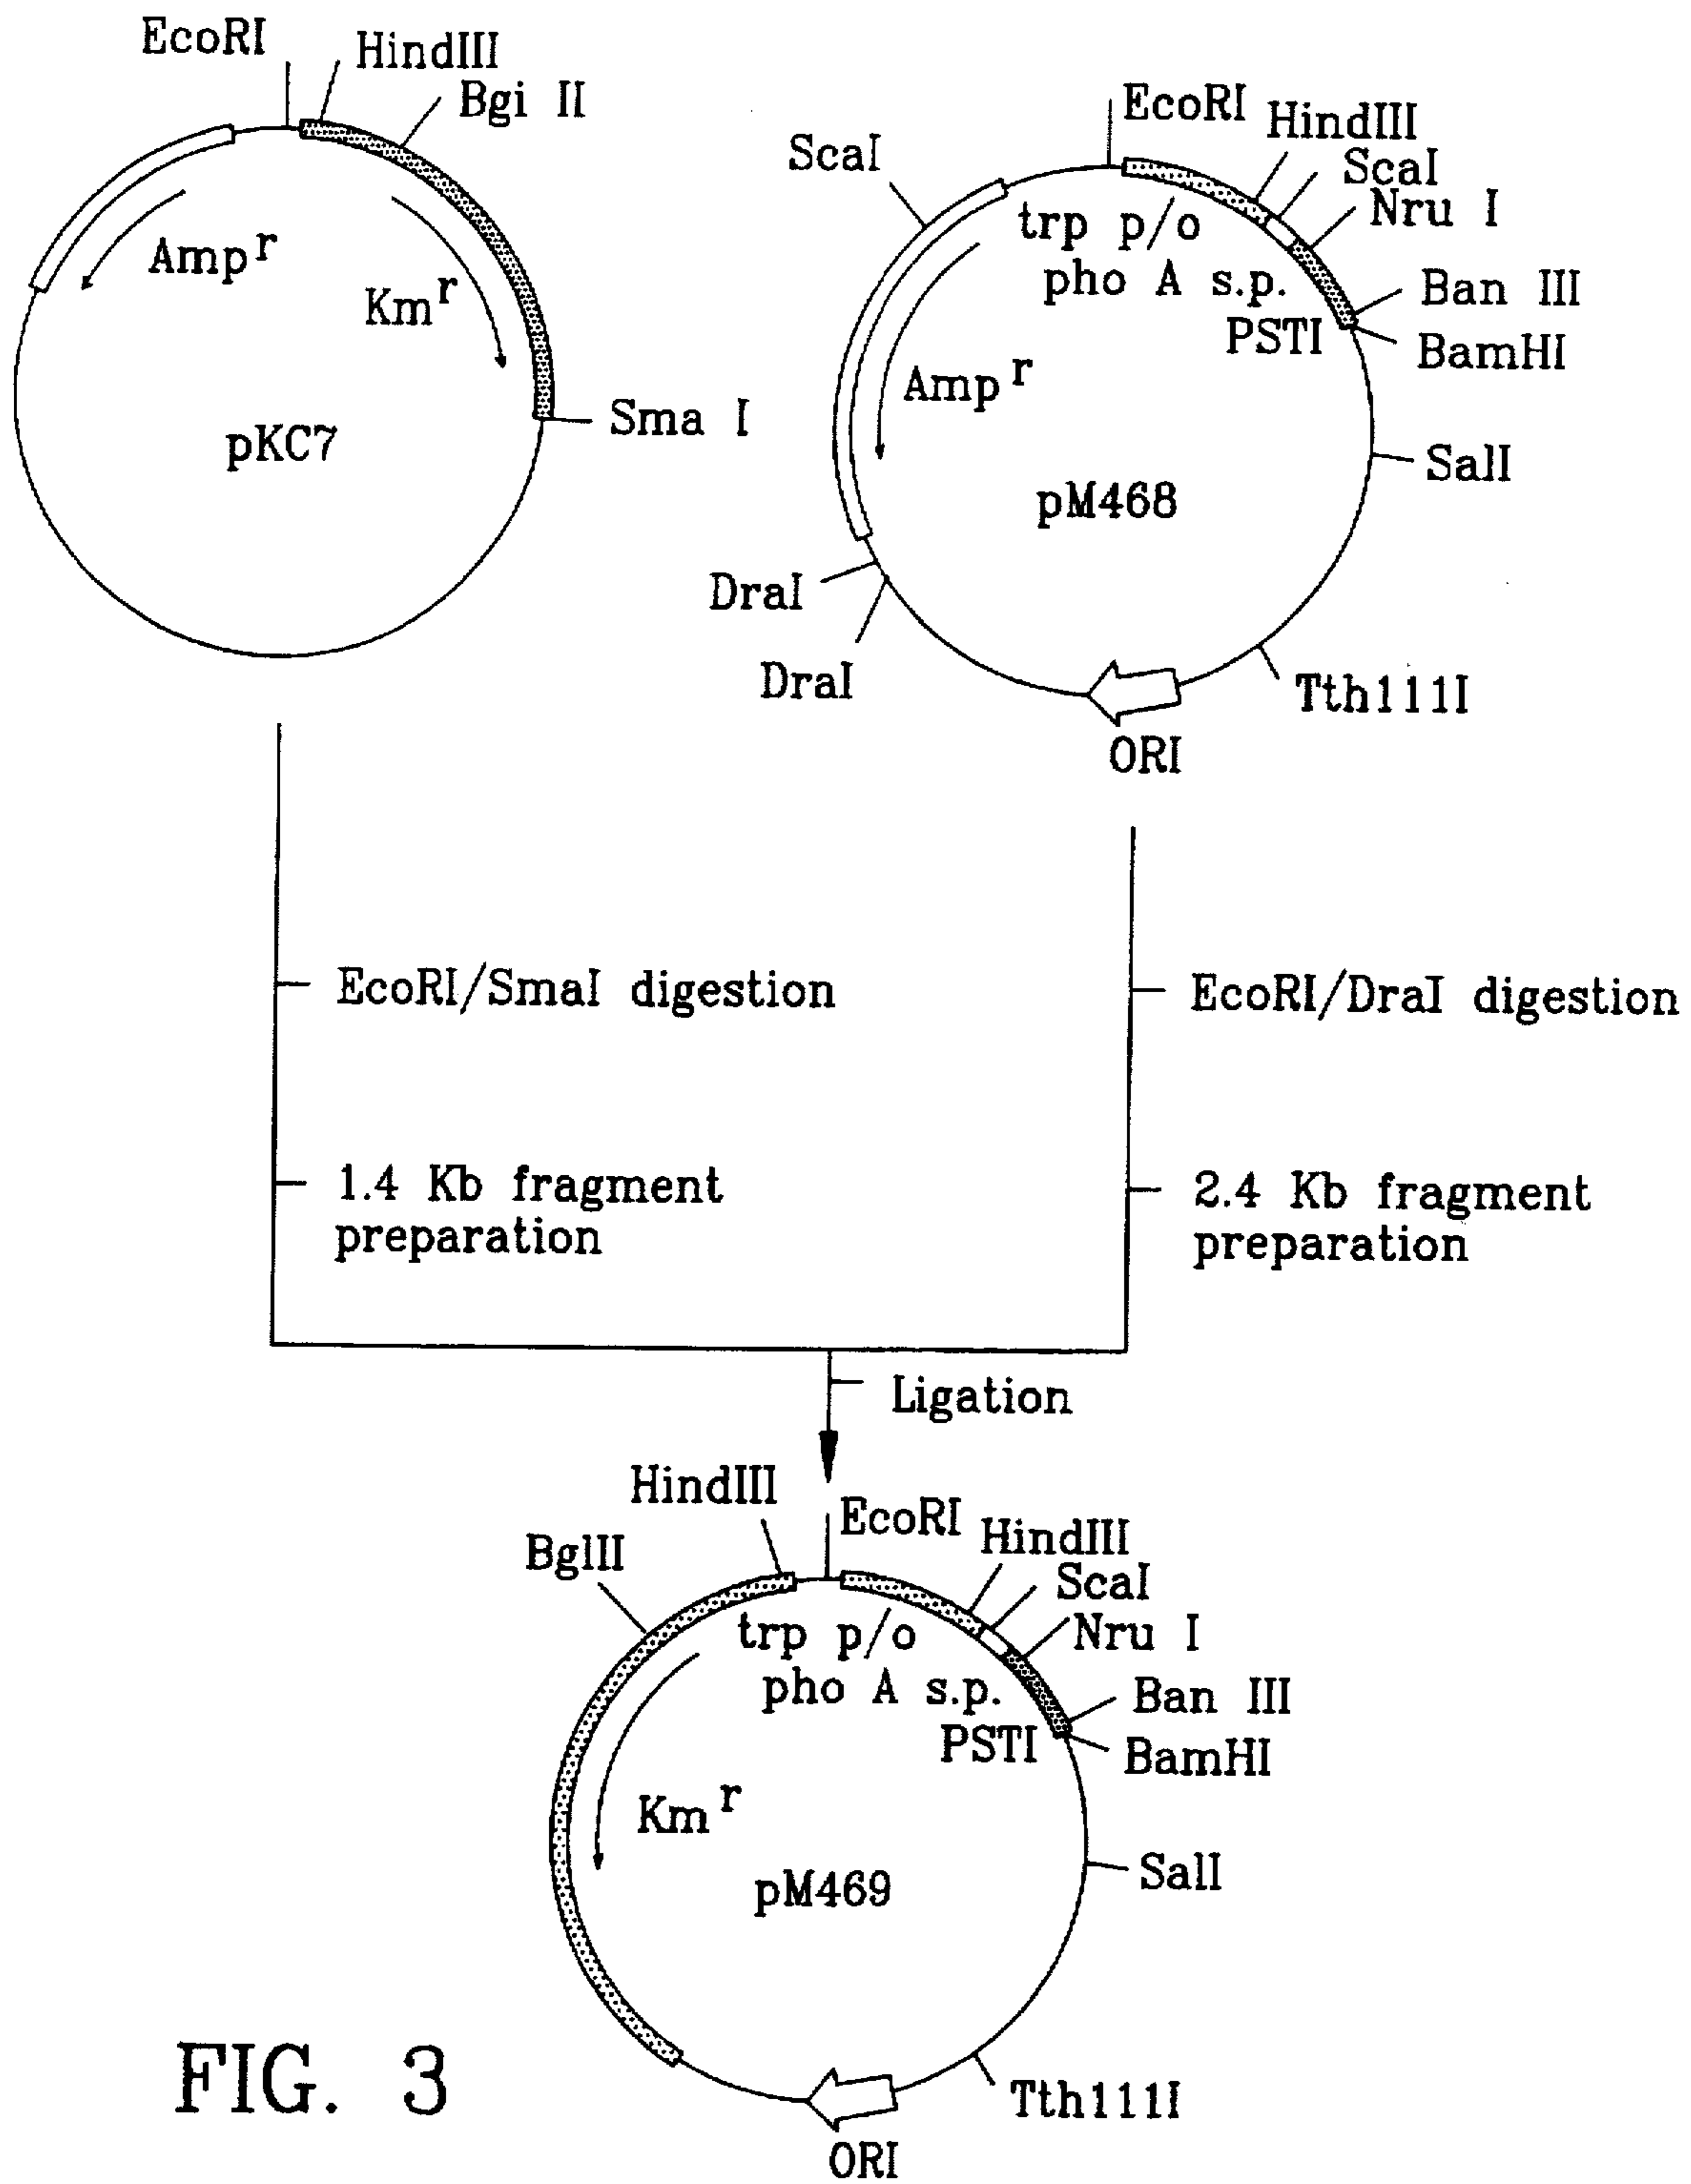 EcoRI
HindIII
Bgi II
Amp r
Km r
pKC7
Sma I
EcoRI
HindIII
ScaI
ScaI
Nru I
trp p/o
pho A s.p.
Ban III
PSTI
BamHI
Amp r
SalI
pM468
DraI
DraI
Tth111I
ORI
EcoRI/SmaI digestion
EcoRI/DraI digestion
1.4 Kb fragment
preparation
2.4 Kb fragment
preparation
Ligation
HindIII
EcoRI
HindIII
BglII
ScaI
Nru I
trp p/o
pho A s.p.
Ban III
PSTI
BamHI
Km r
SalI
pM469
Tth111I
ORI
FIG. 3